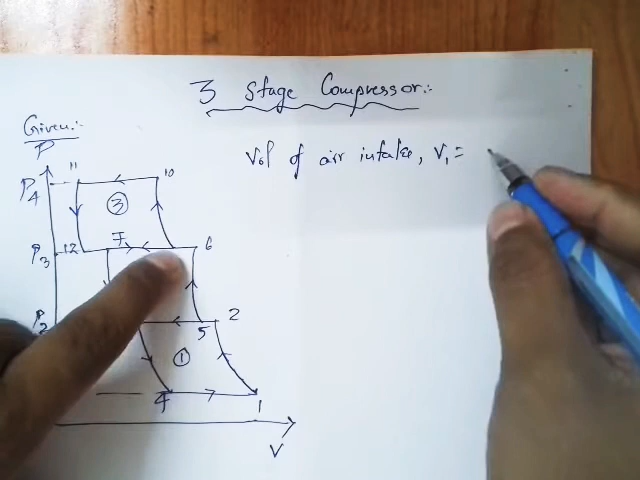 3 Stage Compressor:-
Given:-
Vol of air intake, V₁ =
P
11
10
P₄
③
7
6
P₃
12
P₂
5
2
①
4
1
V